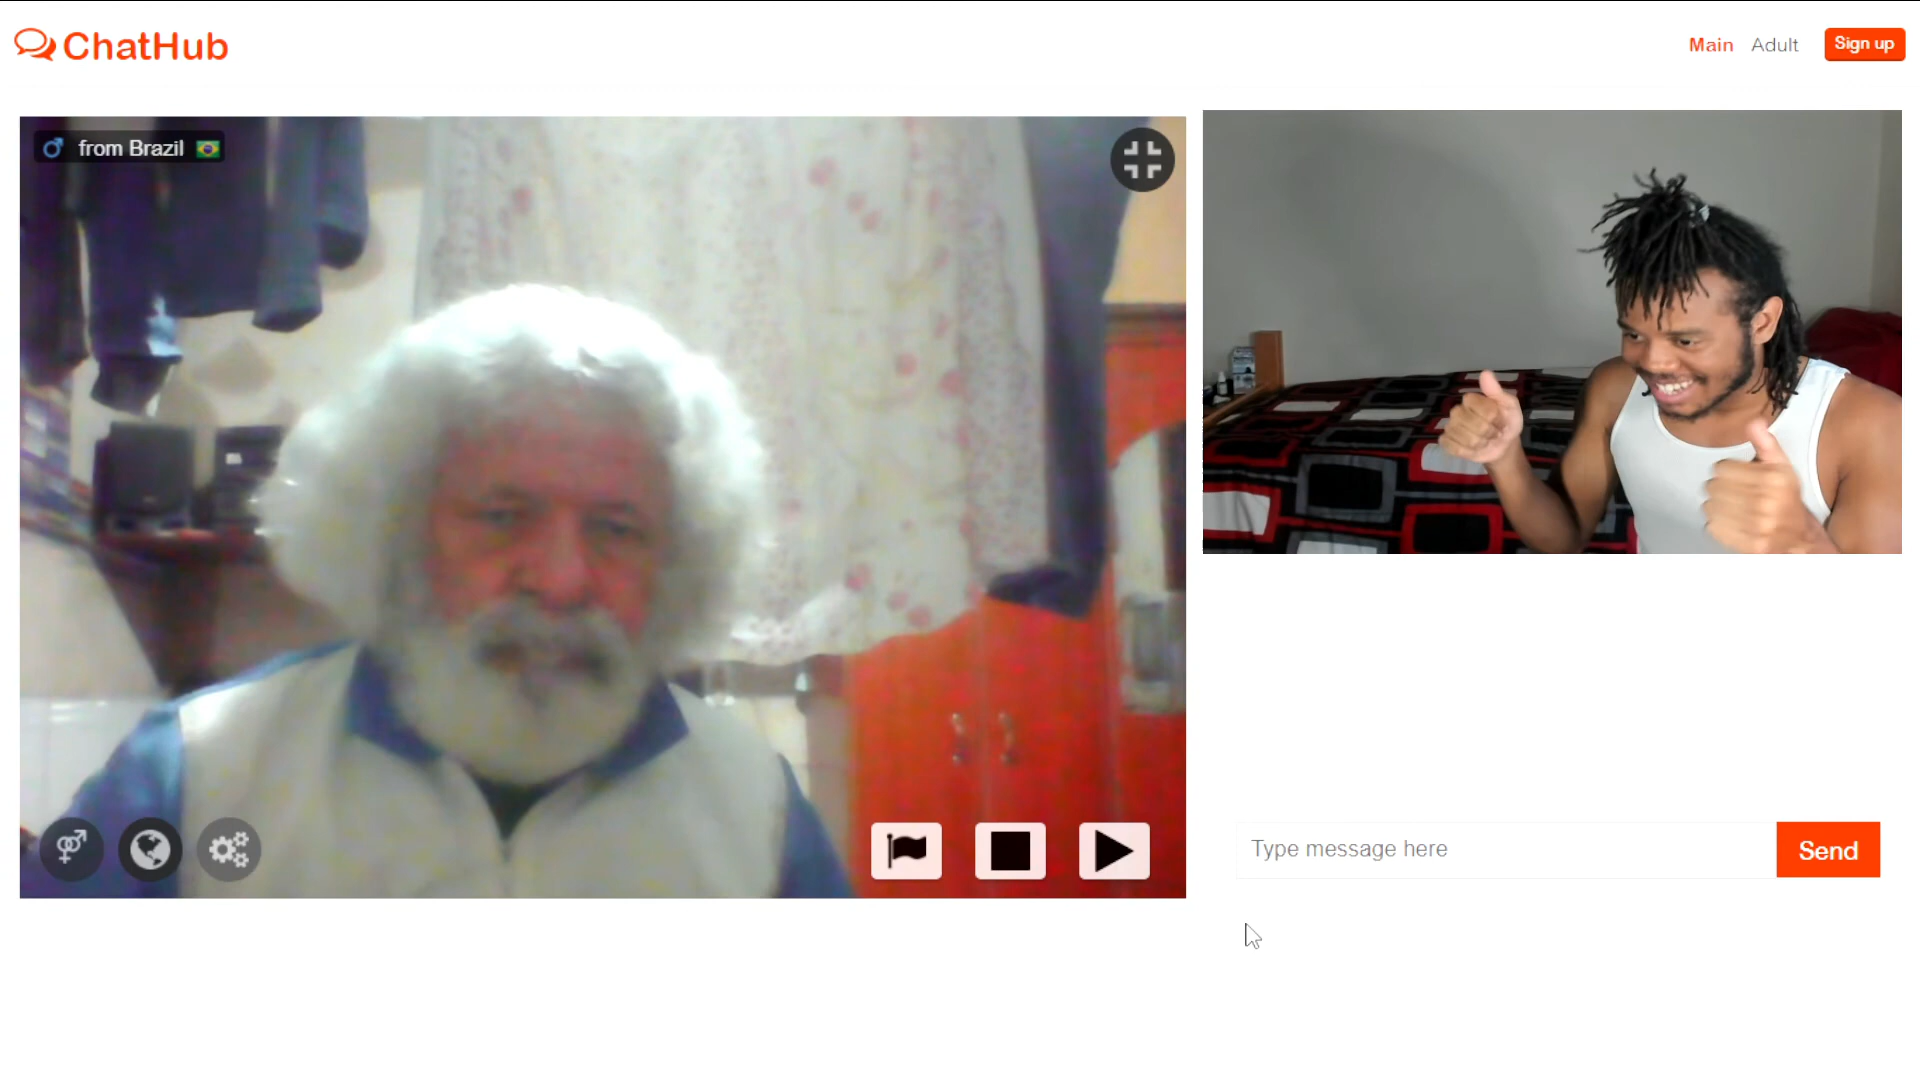 ChatHub
Main Adult Sign up
from Brazil
Type message here
Send